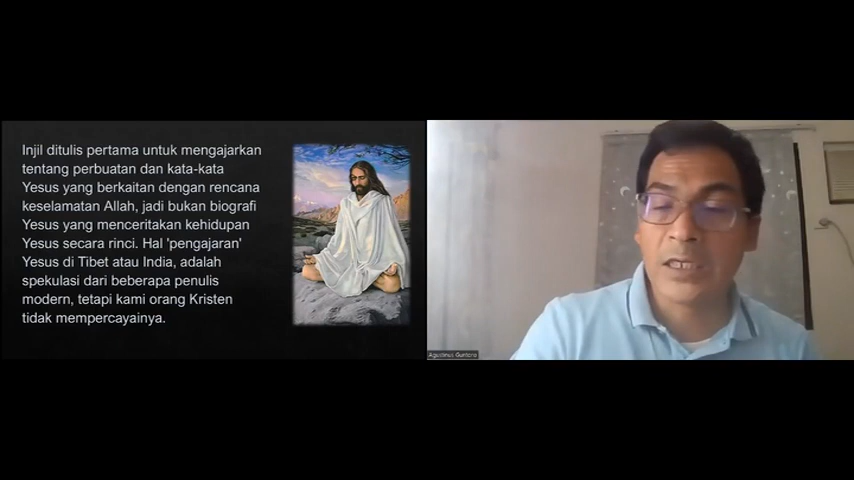 Injil ditulis pertama untuk mengajarkan
tentang perbuatan dan kata-kata
Yesus yang berkaitan dengan rencana
keselamatan Allah, jadi bukan biografi
Yesus yang menceritakan kehidupan
Yesus secara rinci. Hal 'pengajaran'
Yesus di Tibet atau India, adalah
spekulasi dari beberapa penulis
modern, tetapi kami orang Kristen
tidak mempercayainya.
Agustinus